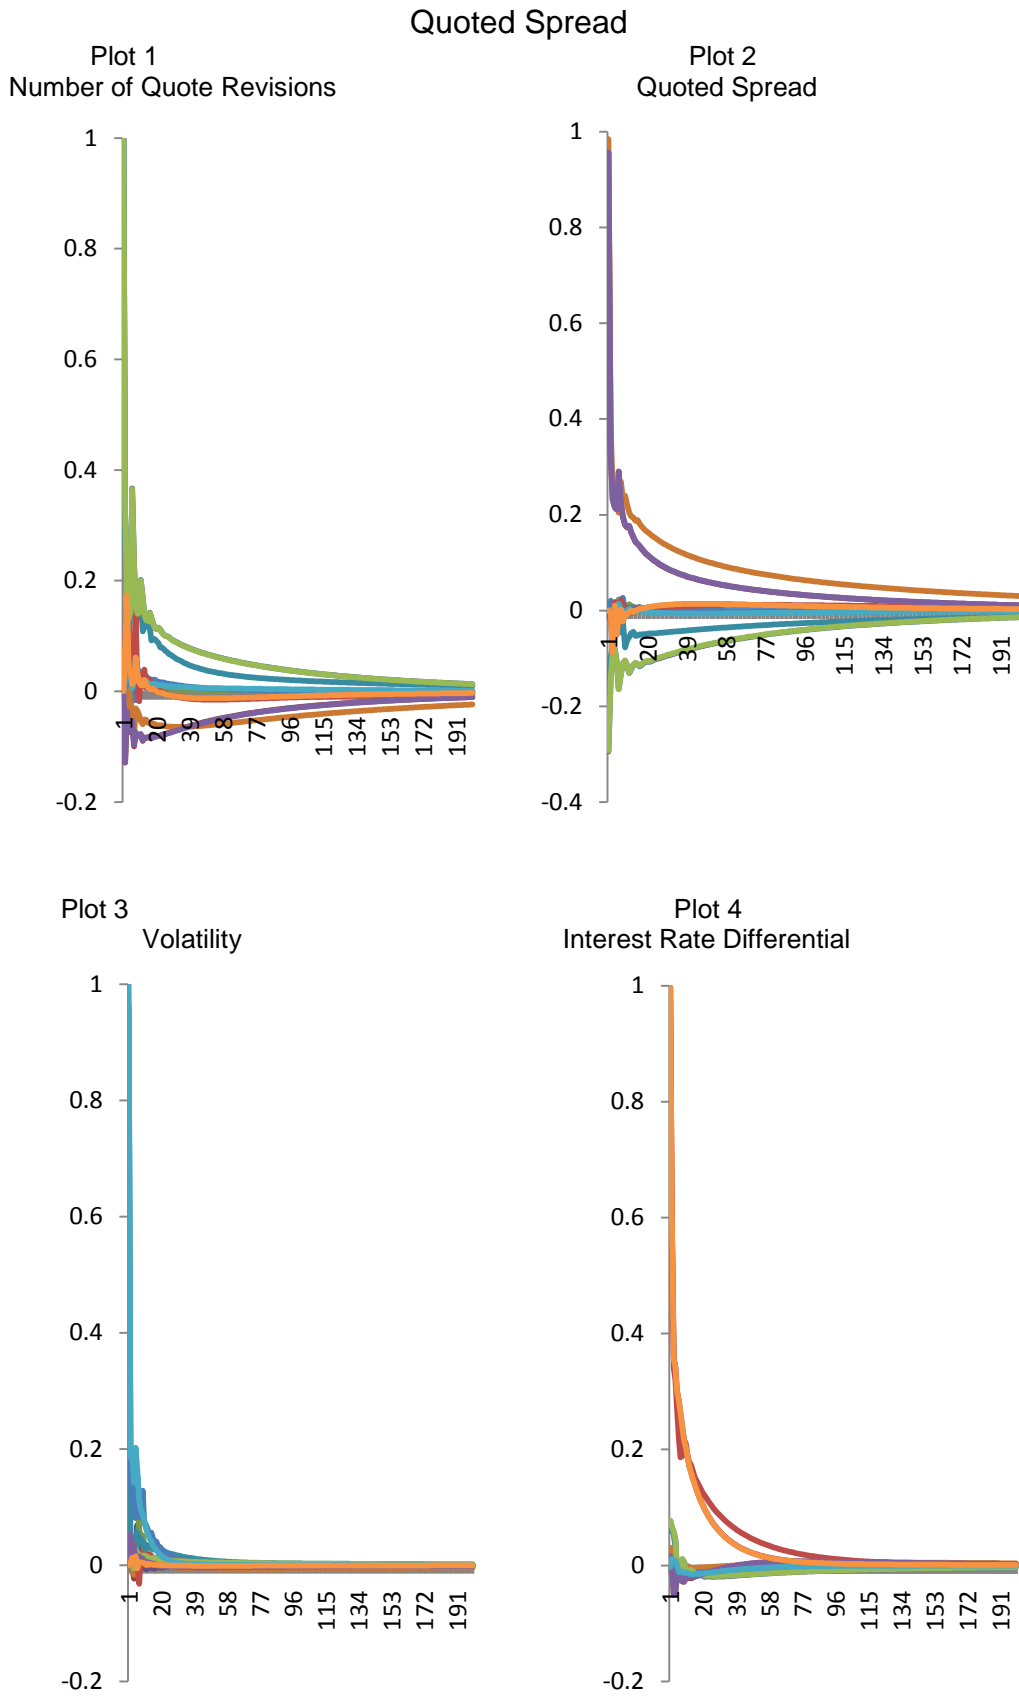 Quoted Spread
Plot 1
Number of Quote Revisions
Plot 2
Quoted Spread
1
0.8
0.6
0.4
0.2
0
-0.2
1 20 39 58 77 96 115 134 153 172 191
1
0.8
0.6
0.4
0.2
0
-0.2
-0.4
1 20 39 58 77 96 115 134 153 172 191
Plot 3
Volatility
Plot 4
Interest Rate Differential
1
0.8
0.6
0.4
0.2
0
-0.2
1 20 39 58 77 96 115 134 153 172 191
1
0.8
0.6
0.4
0.2
0
-0.2
1 20 39 58 77 96 115 134 153 172 191